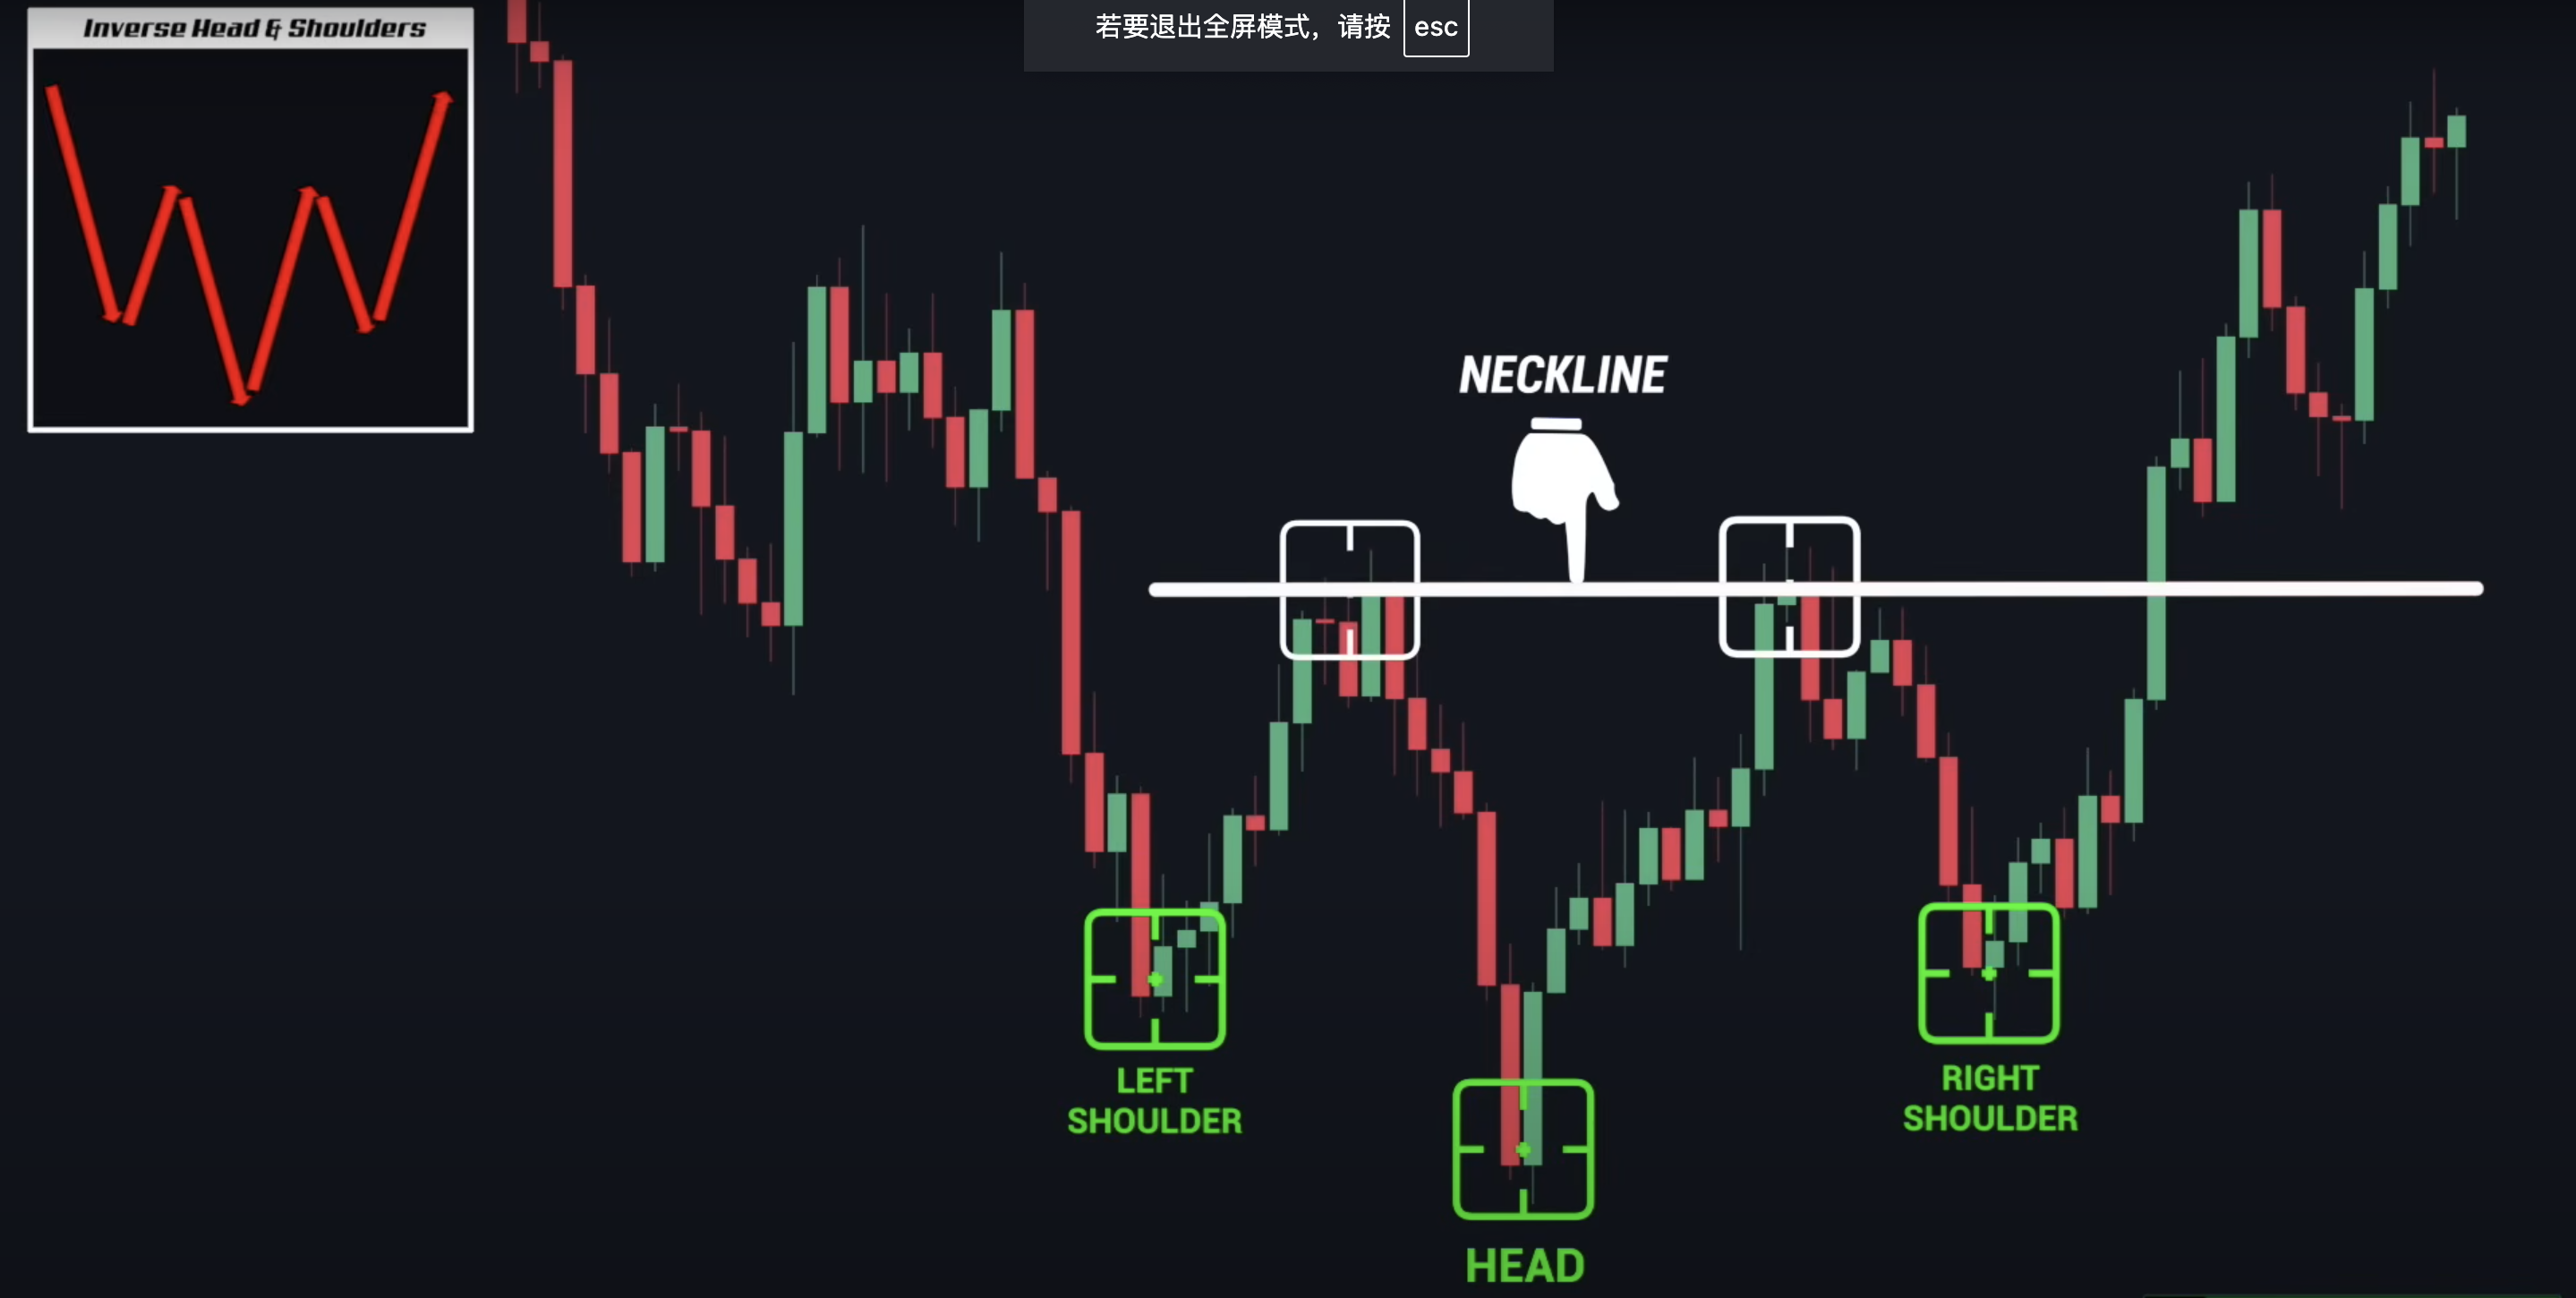 Inverse Head & Shoulders
若要退出全屏模式，请按 esc
NECKLINE
LEFT
SHOULDER
RIGHT
SHOULDER
HEAD